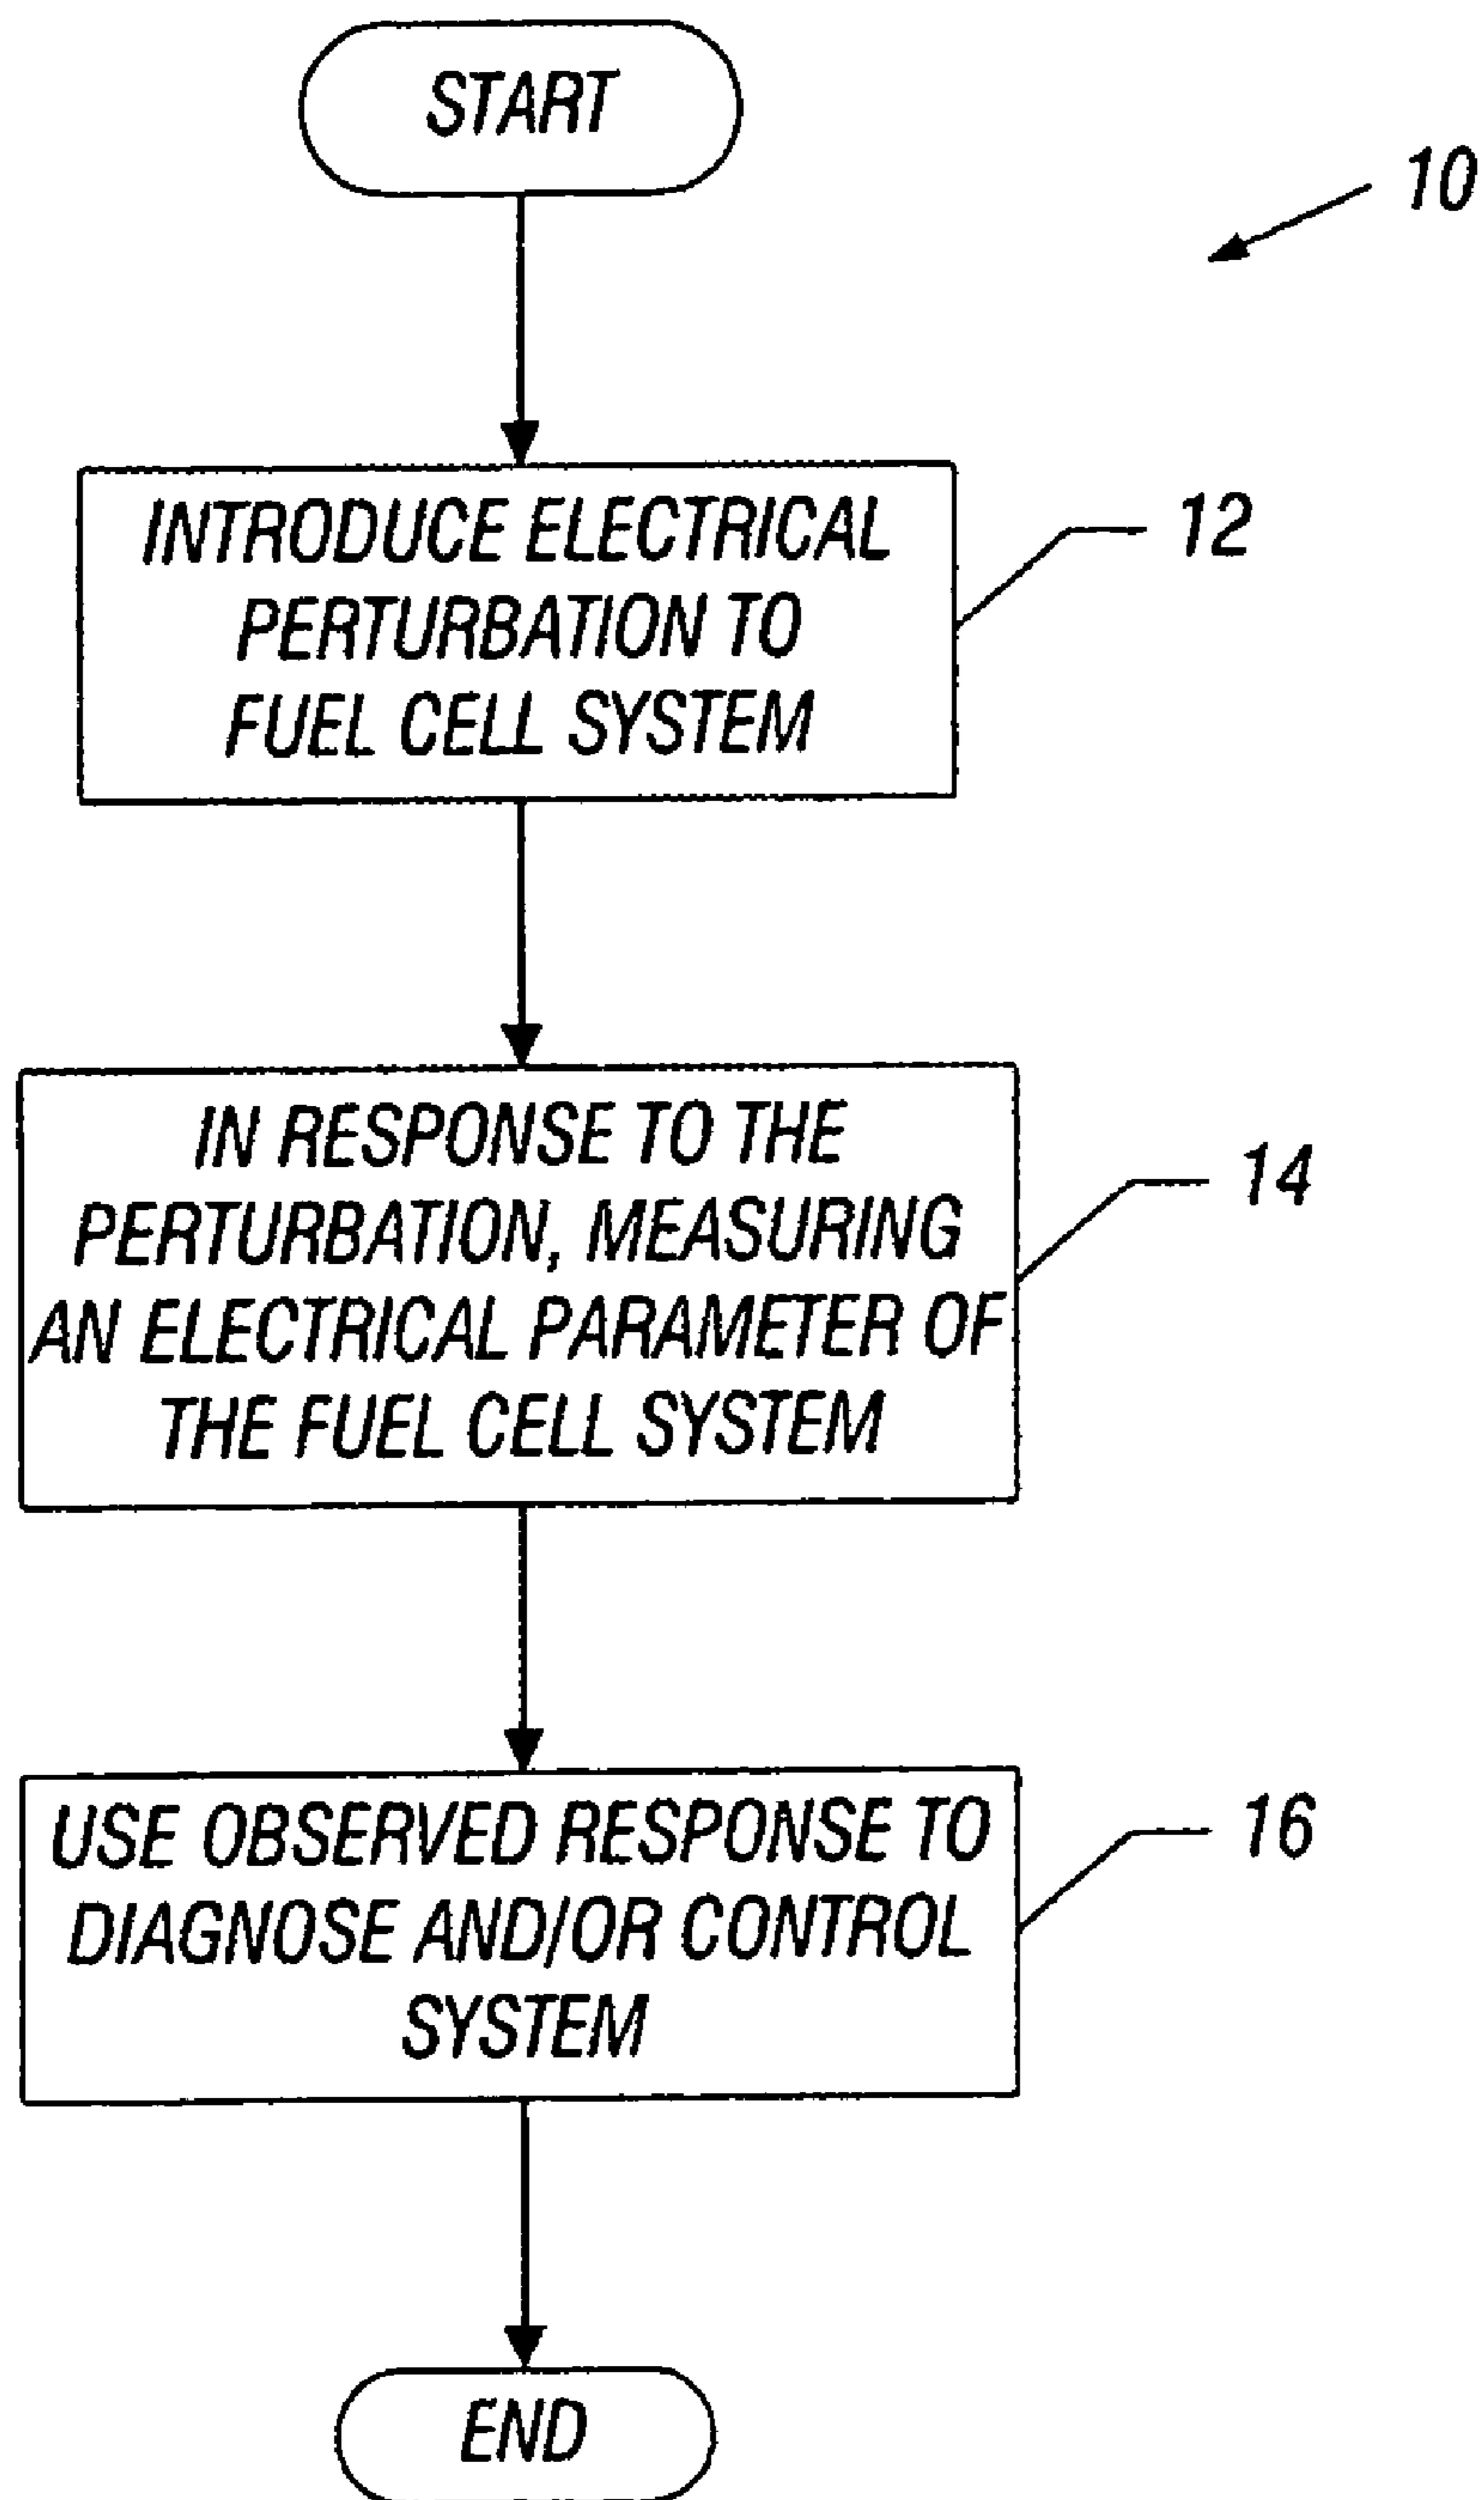 START
10
INTRODUCE ELECTRICAL
PERTURBATION TO
FUEL CELL SYSTEM
12
IN RESPONSE TO THE
PERTURBATION, MEASURING
AN ELECTRICAL PARAMETER OF
THE FUEL CELL SYSTEM
14
USE OBSERVED RESPONSE TO
DIAGNOSE AND/OR CONTROL
SYSTEM
16
END